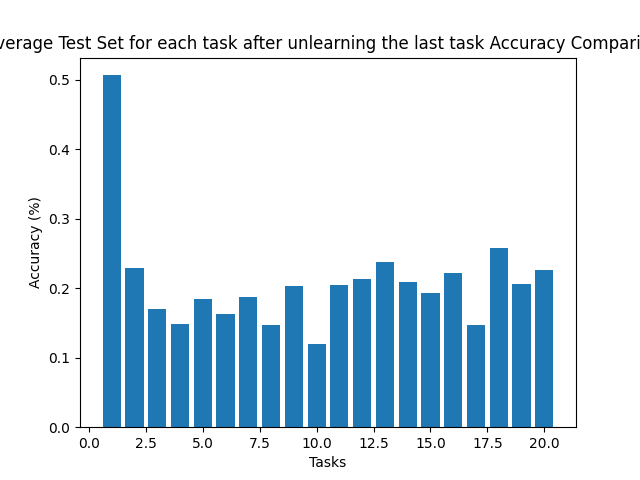 verage Test Set for each task after unlearning the last task Accuracy Compari
0.5
0.4
0.3
0.2
0.1
0.0
Accuracy (%)
0.0 2.5 5.0 7.5 10.0 12.5 15.0 17.5 20.0
Tasks